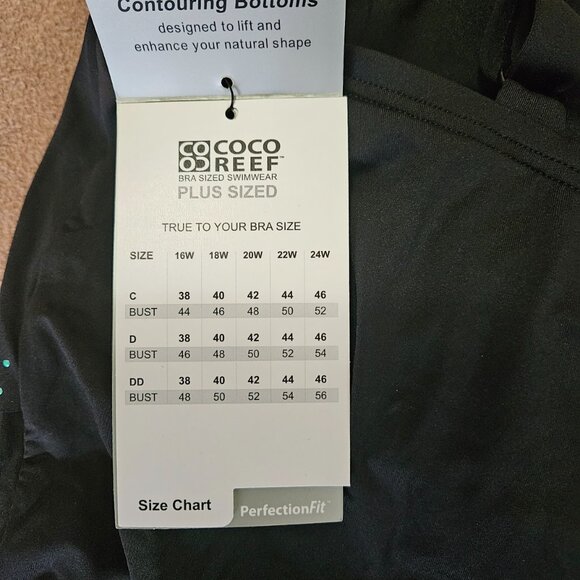 Contouring Bottoms
designed to lift and
enhance your natural shape
COCO
COCO
REEF™
BRA SIZED SWIMWEAR
PLUS SIZED
TRUE TO YOUR BRA SIZE
SIZE 16W 18W 20W 22W 24W
C 38 40 42 44 46
BUST 44 46 48 50 52
D 38 40 42 44 46
BUST 46 48 50 52 54
DD 38 40 42 44 46
BUST 48 50 52 54 56
Size Chart
PerfectionFit™